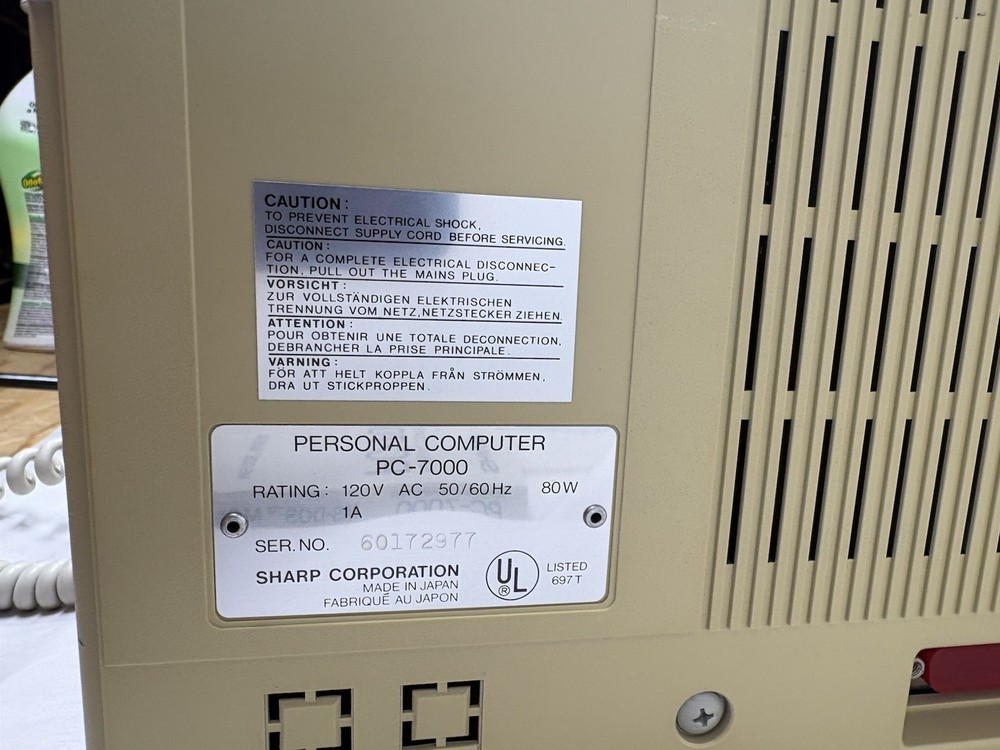 CAUTION:
TO PREVENT ELECTRICAL SHOCK,
DISCONNECT SUPPLY CORD BEFORE SERVICING.
CAUTION:
FOR A COMPLETE ELECTRICAL DISCONNEC-
TION, PULL OUT THE MAINS PLUG.
VORSICHT:
ZUR VOLLSTÄNDIGEN ELEKTRISCHEN
TRENNUNG VOM NETZ,NETZSTECKER ZIEHEN.
ATTENTION:
POUR OBTENIR UNE TOTALE DECONNECTION,
DEBRANCHER LA PRISE PRINCIPALE.
VARNING:
FÖR ATT HELT KOPPLA FRÅN STRÖMMEN,
DRA UT STICKPROPPEN.
PERSONAL COMPUTER
PC-7000
RATING: 120V AC 50/60Hz 80W
1A
SER.NO. 60172977
SHARP CORPORATION
MADE IN JAPAN
FABRIQUÉ AU JAPON
UL
®
LISTED
697T